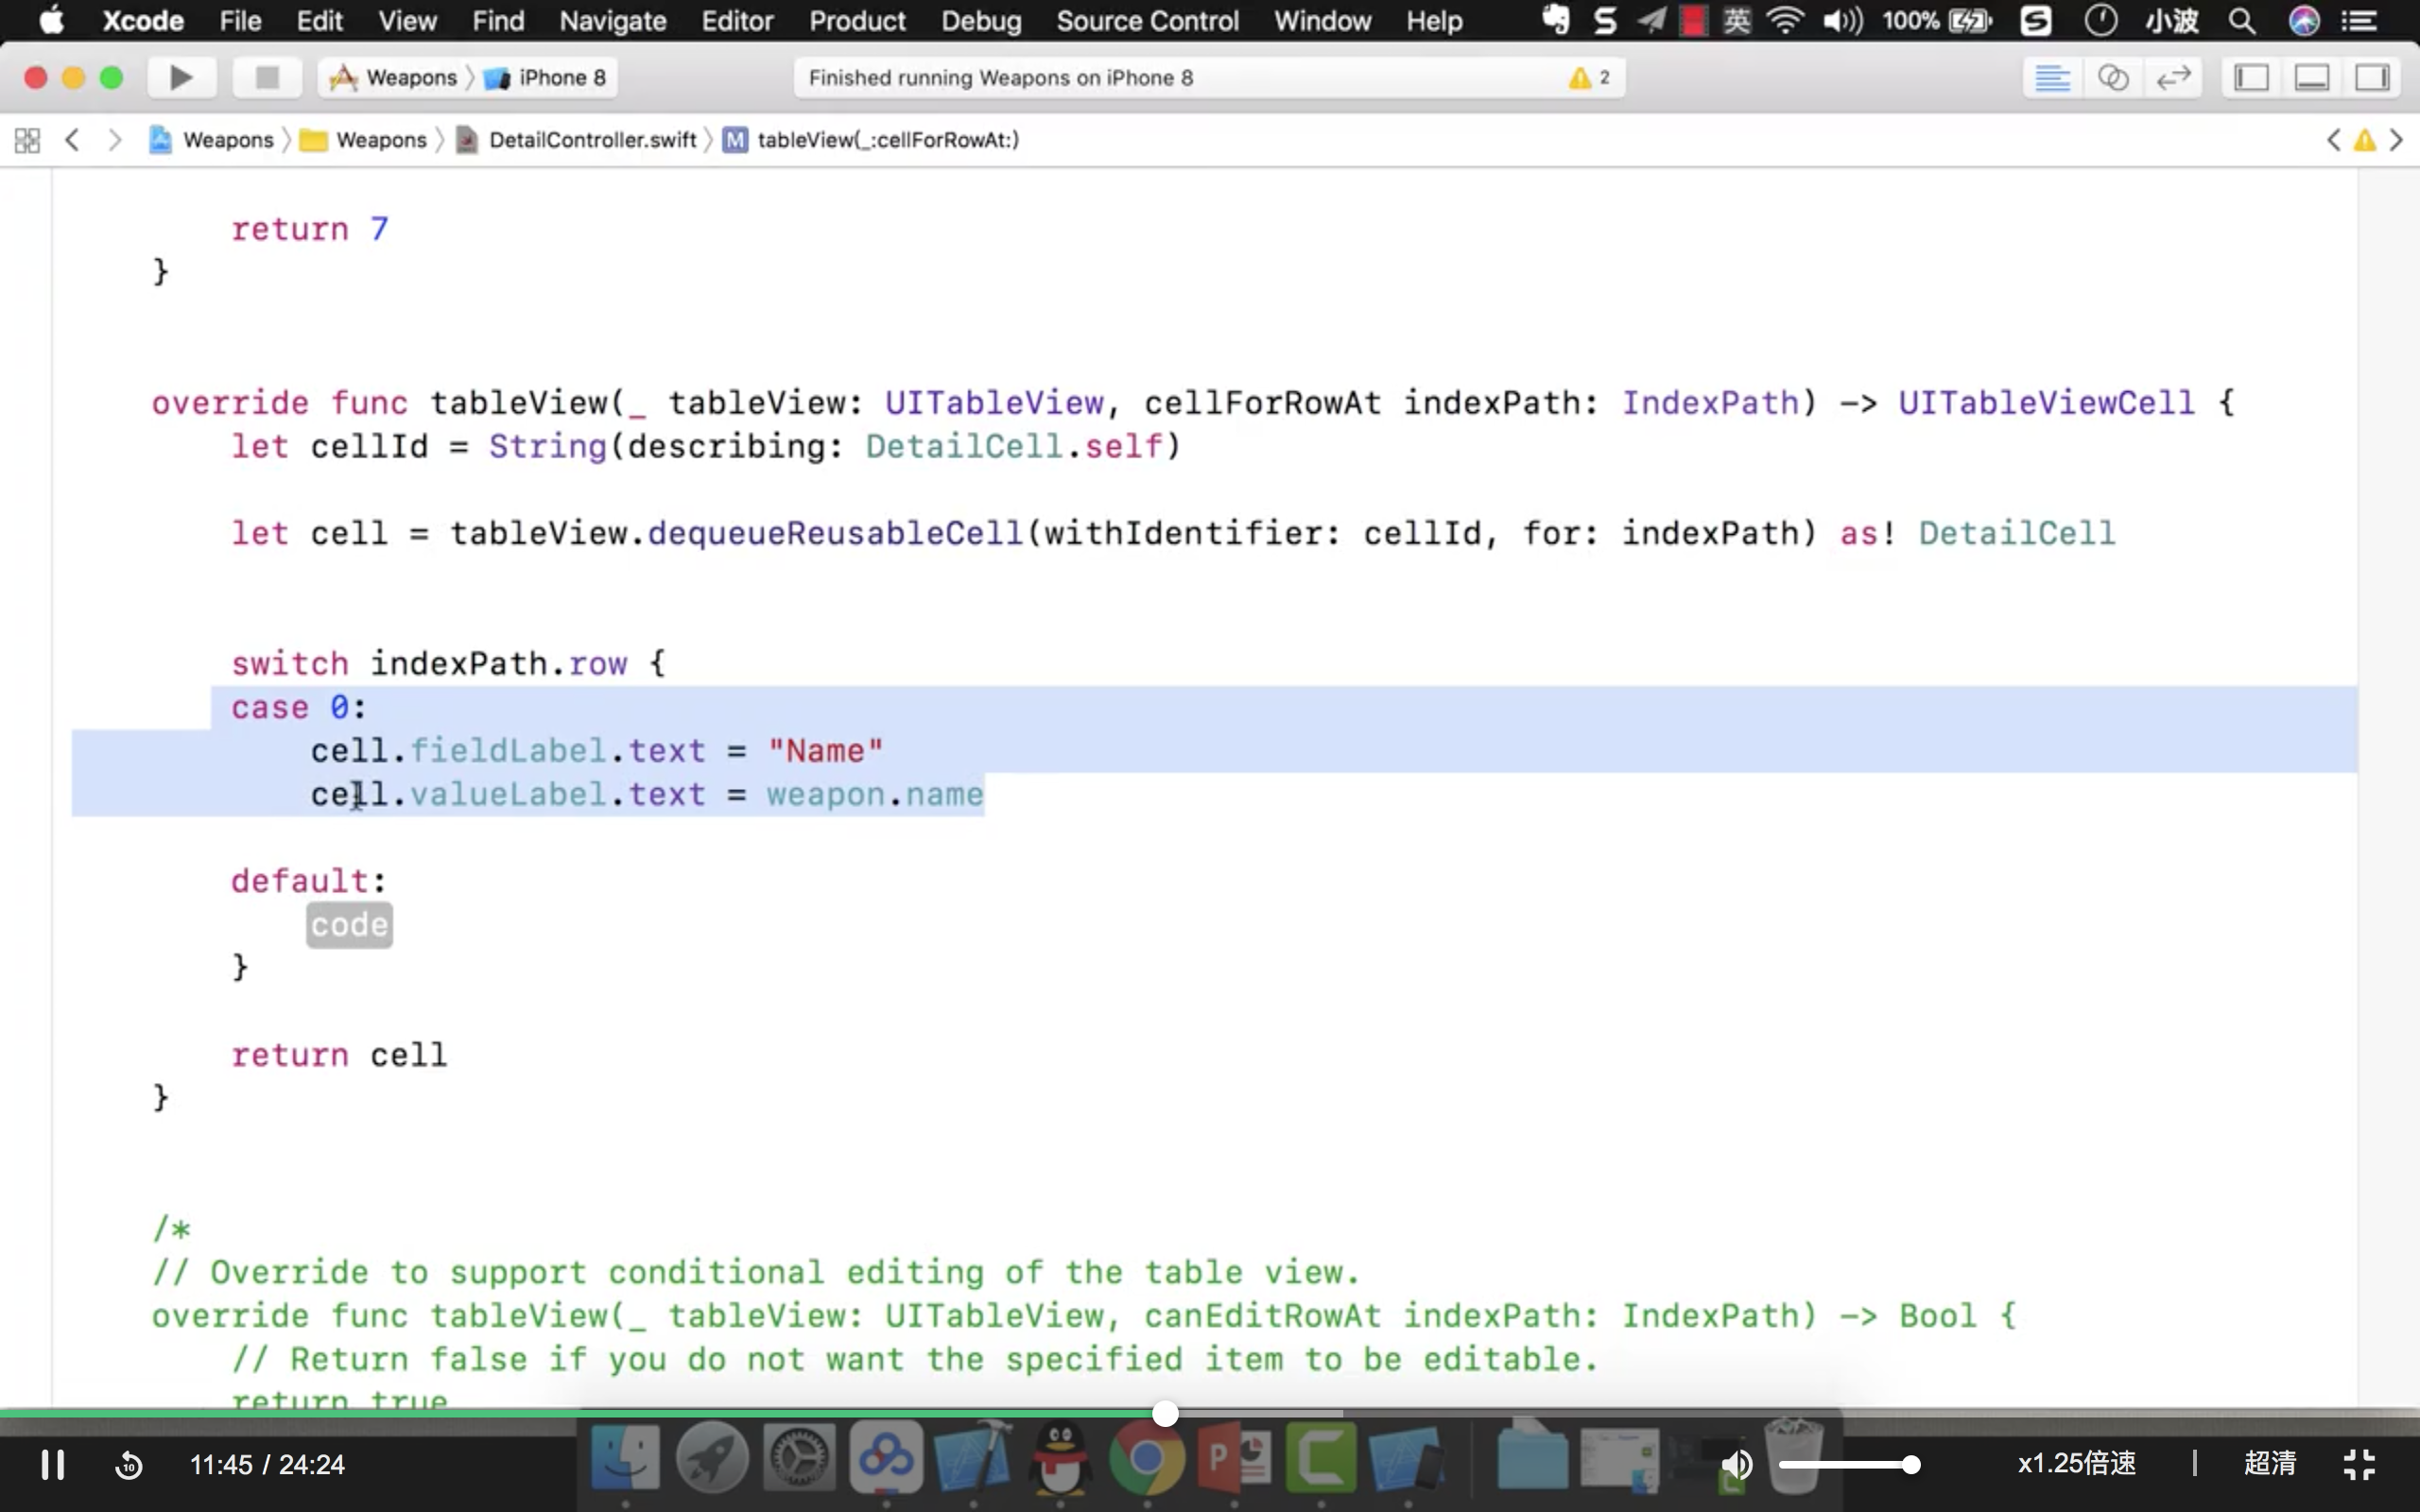 Xcode File Edit View Find Navigate Editor Product Debug Source Control Window Help 英 100% 小波
Weapons iPhone 8 Finished running Weapons on iPhone 8 2
Weapons Weapons DetailController.swift M tableView(_:cellForRowAt:)
return 7
}
override func tableView(_ tableView: UITableView, cellForRowAt indexPath: IndexPath) -> UITableViewCell {
let cellId = String(describing: DetailCell.self)
let cell = tableView.dequeueReusableCell(withIdentifier: cellId, for: indexPath) as! DetailCell
switch indexPath.row {
case 0:
cell.fieldLabel.text = "Name"
cell.valueLabel.text = weapon.name
default:
code
}
return cell
}
/*
// Override to support conditional editing of the table view.
override func tableView(_ tableView: UITableView, canEditRowAt indexPath: IndexPath) -> Bool {
// Return false if you do not want the specified item to be editable.
return true
10 11:45 / 24:24 x1.25倍速 | 超清